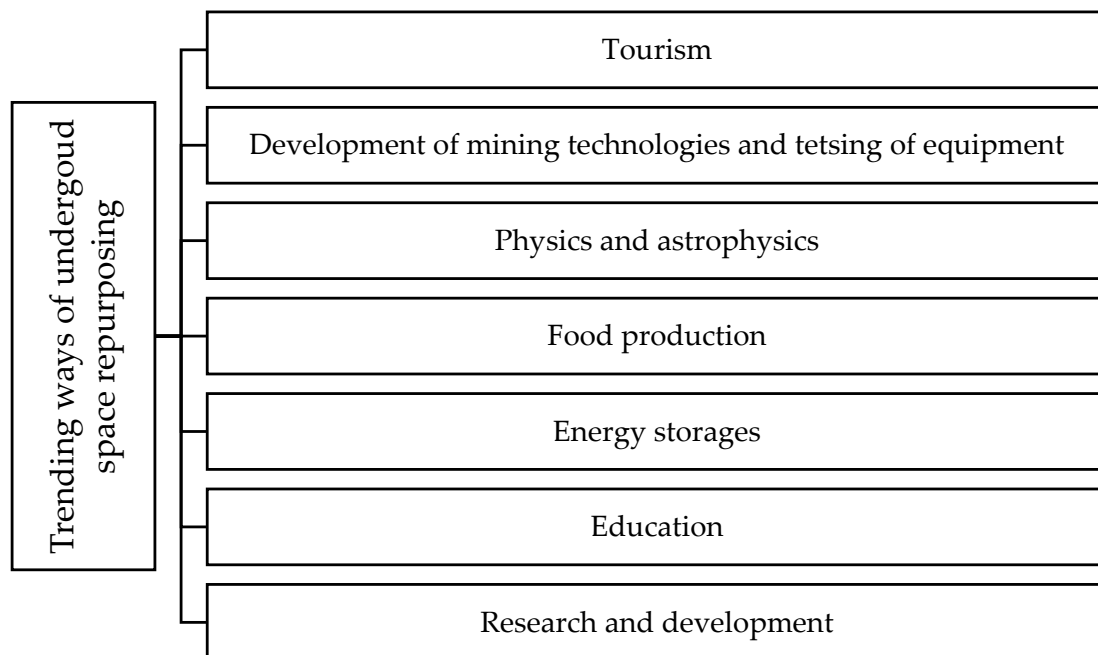 Trending ways of undergoud
space repurposing
Tourism
Development of mining technologies and tetsing of equipment
Physics and astrophysics
Food production
Energy storages
Education
Research and development